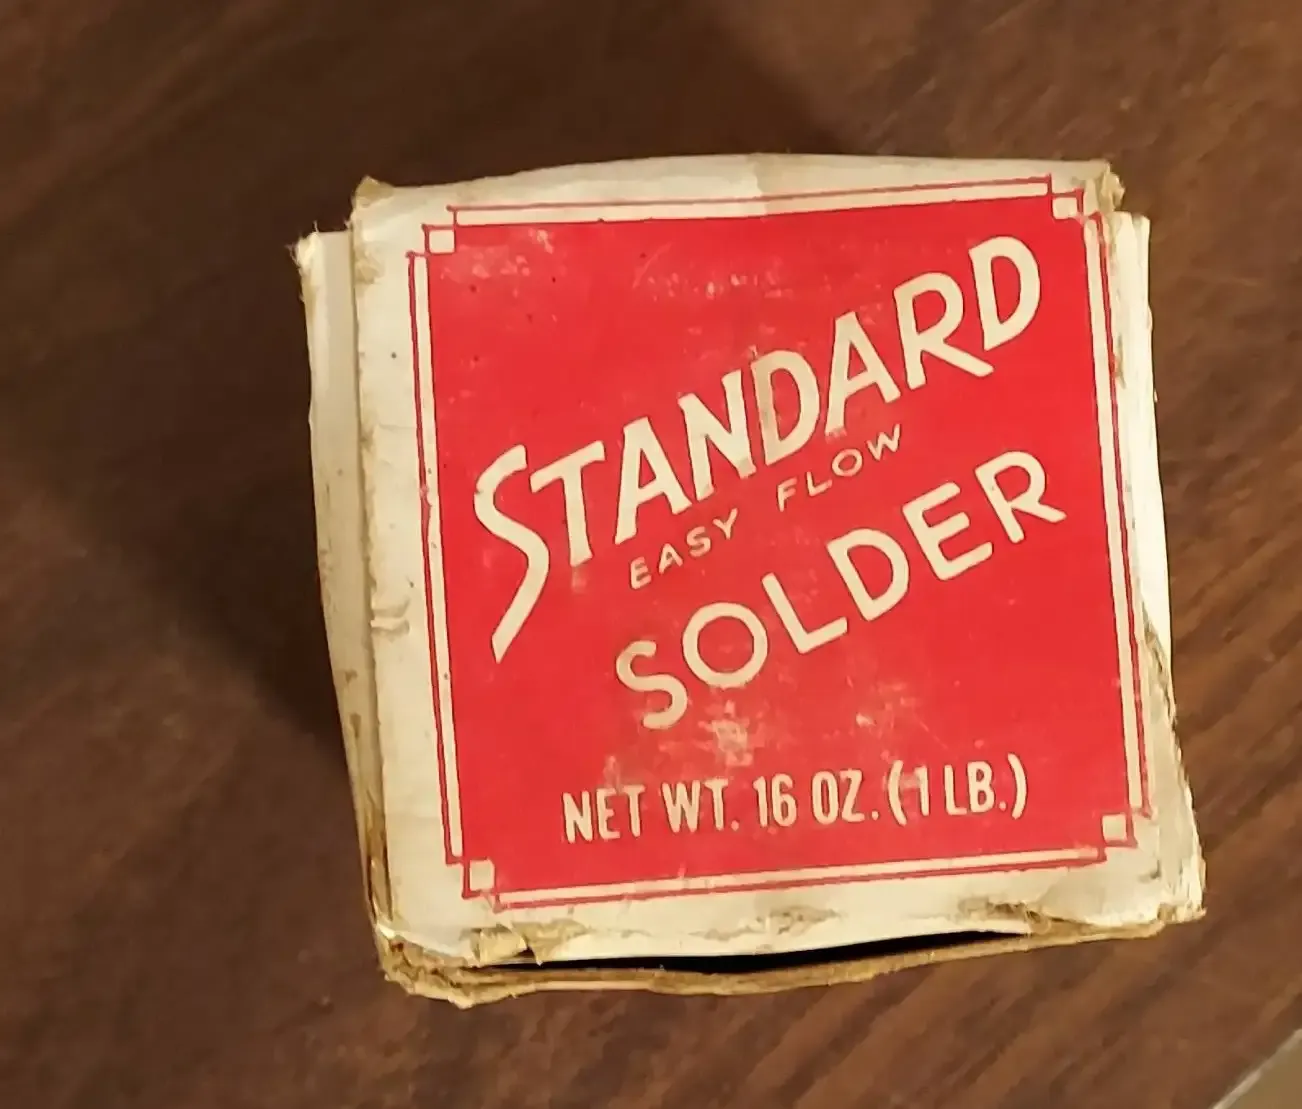 STANDARD
EASY FLOW
SOLDER
NET WT. 16 OZ. (1 LB.)